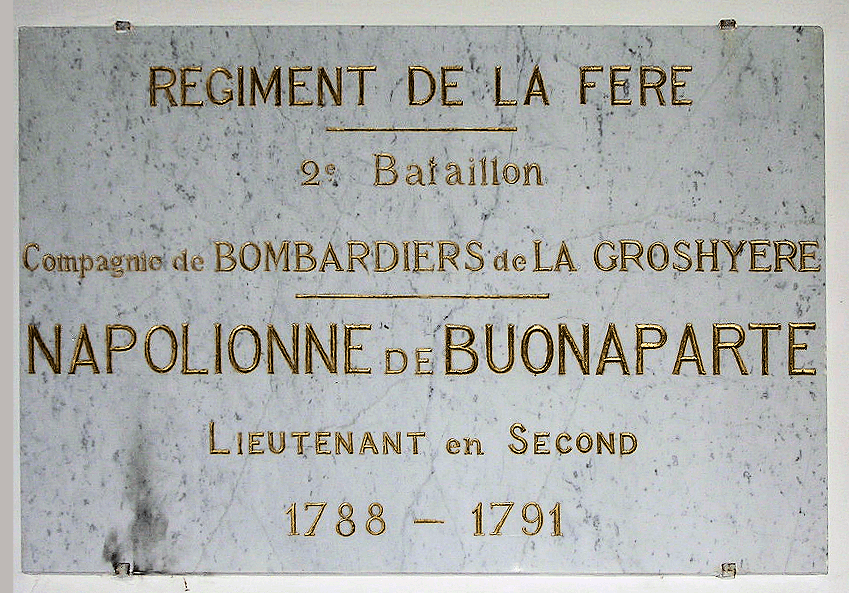 REGIMENT DE LA FERE
2e Bataillon
Compagnie de BOMBARDIERS de LA GROSHYERE
NAPOLIONNE DE BUONAPARTE
LIEUTENANT en SECOND
1788 — 1791